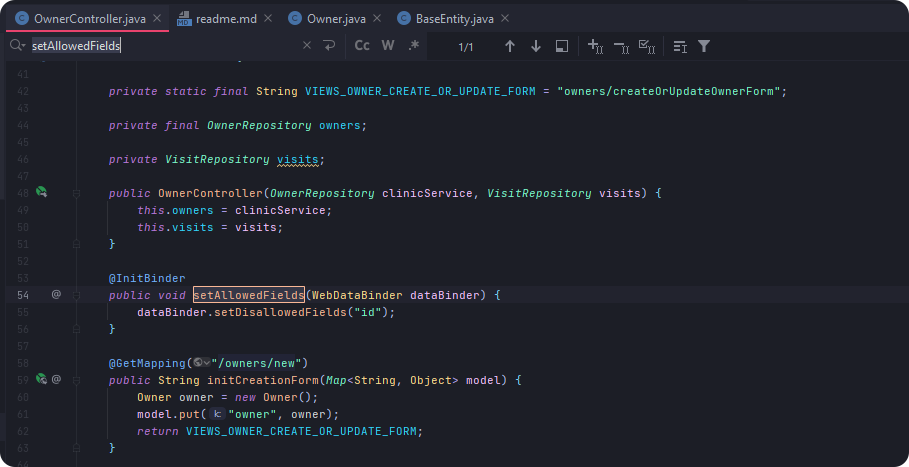 OwnerController.java
readme.md
Owner.java
BaseEntity.java
setAllowedFields
Cc W .* 1/1
41
42 private static final String VIEWS_OWNER_CREATE_OR_UPDATE_FORM = "owners/createOrUpdateOwnerForm";
43
44 private final OwnerRepository owners;
45
46 private VisitRepository visits;
47
48 public OwnerController(OwnerRepository clinicService, VisitRepository visits) {
49 this.owners = clinicService;
50 this.visits = visits;
51 }
52
53 @InitBinder
54 @ public void setAllowedFields(WebDataBinder dataBinder) {
55 dataBinder.setDisallowedFields("id");
56 }
57
58 @GetMapping("/owners/new")
59 @ public String initCreationForm(Map<String, Object> model) {
60 Owner owner = new Owner();
61 model.put( k: "owner", owner);
62 return VIEWS_OWNER_CREATE_OR_UPDATE_FORM;
63 }